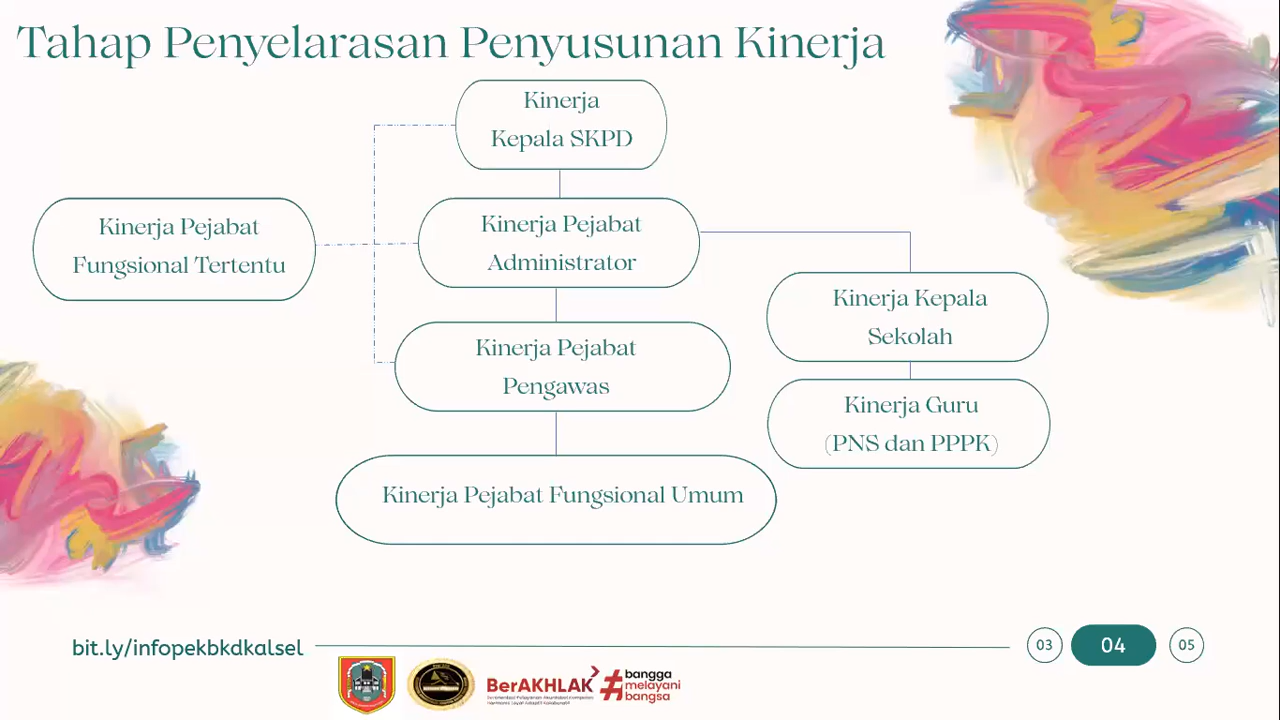 Tahap Penyelarasan Penyusunan Kinerja
Kinerja
Kepala SKPD
Kinerja Pejabat
Fungsional Tertentu
Kinerja Pejabat
Administrator
Kinerja Kepala
Sekolah
Kinerja Pejabat
Pengawas
Kinerja Guru
(PNS dan PPPK)
Kinerja Pejabat Fungsional Umum
bit.ly/infopekbkdkalsel
03
04
05
BerAKHLAK
#bangga
melayani
bangsa